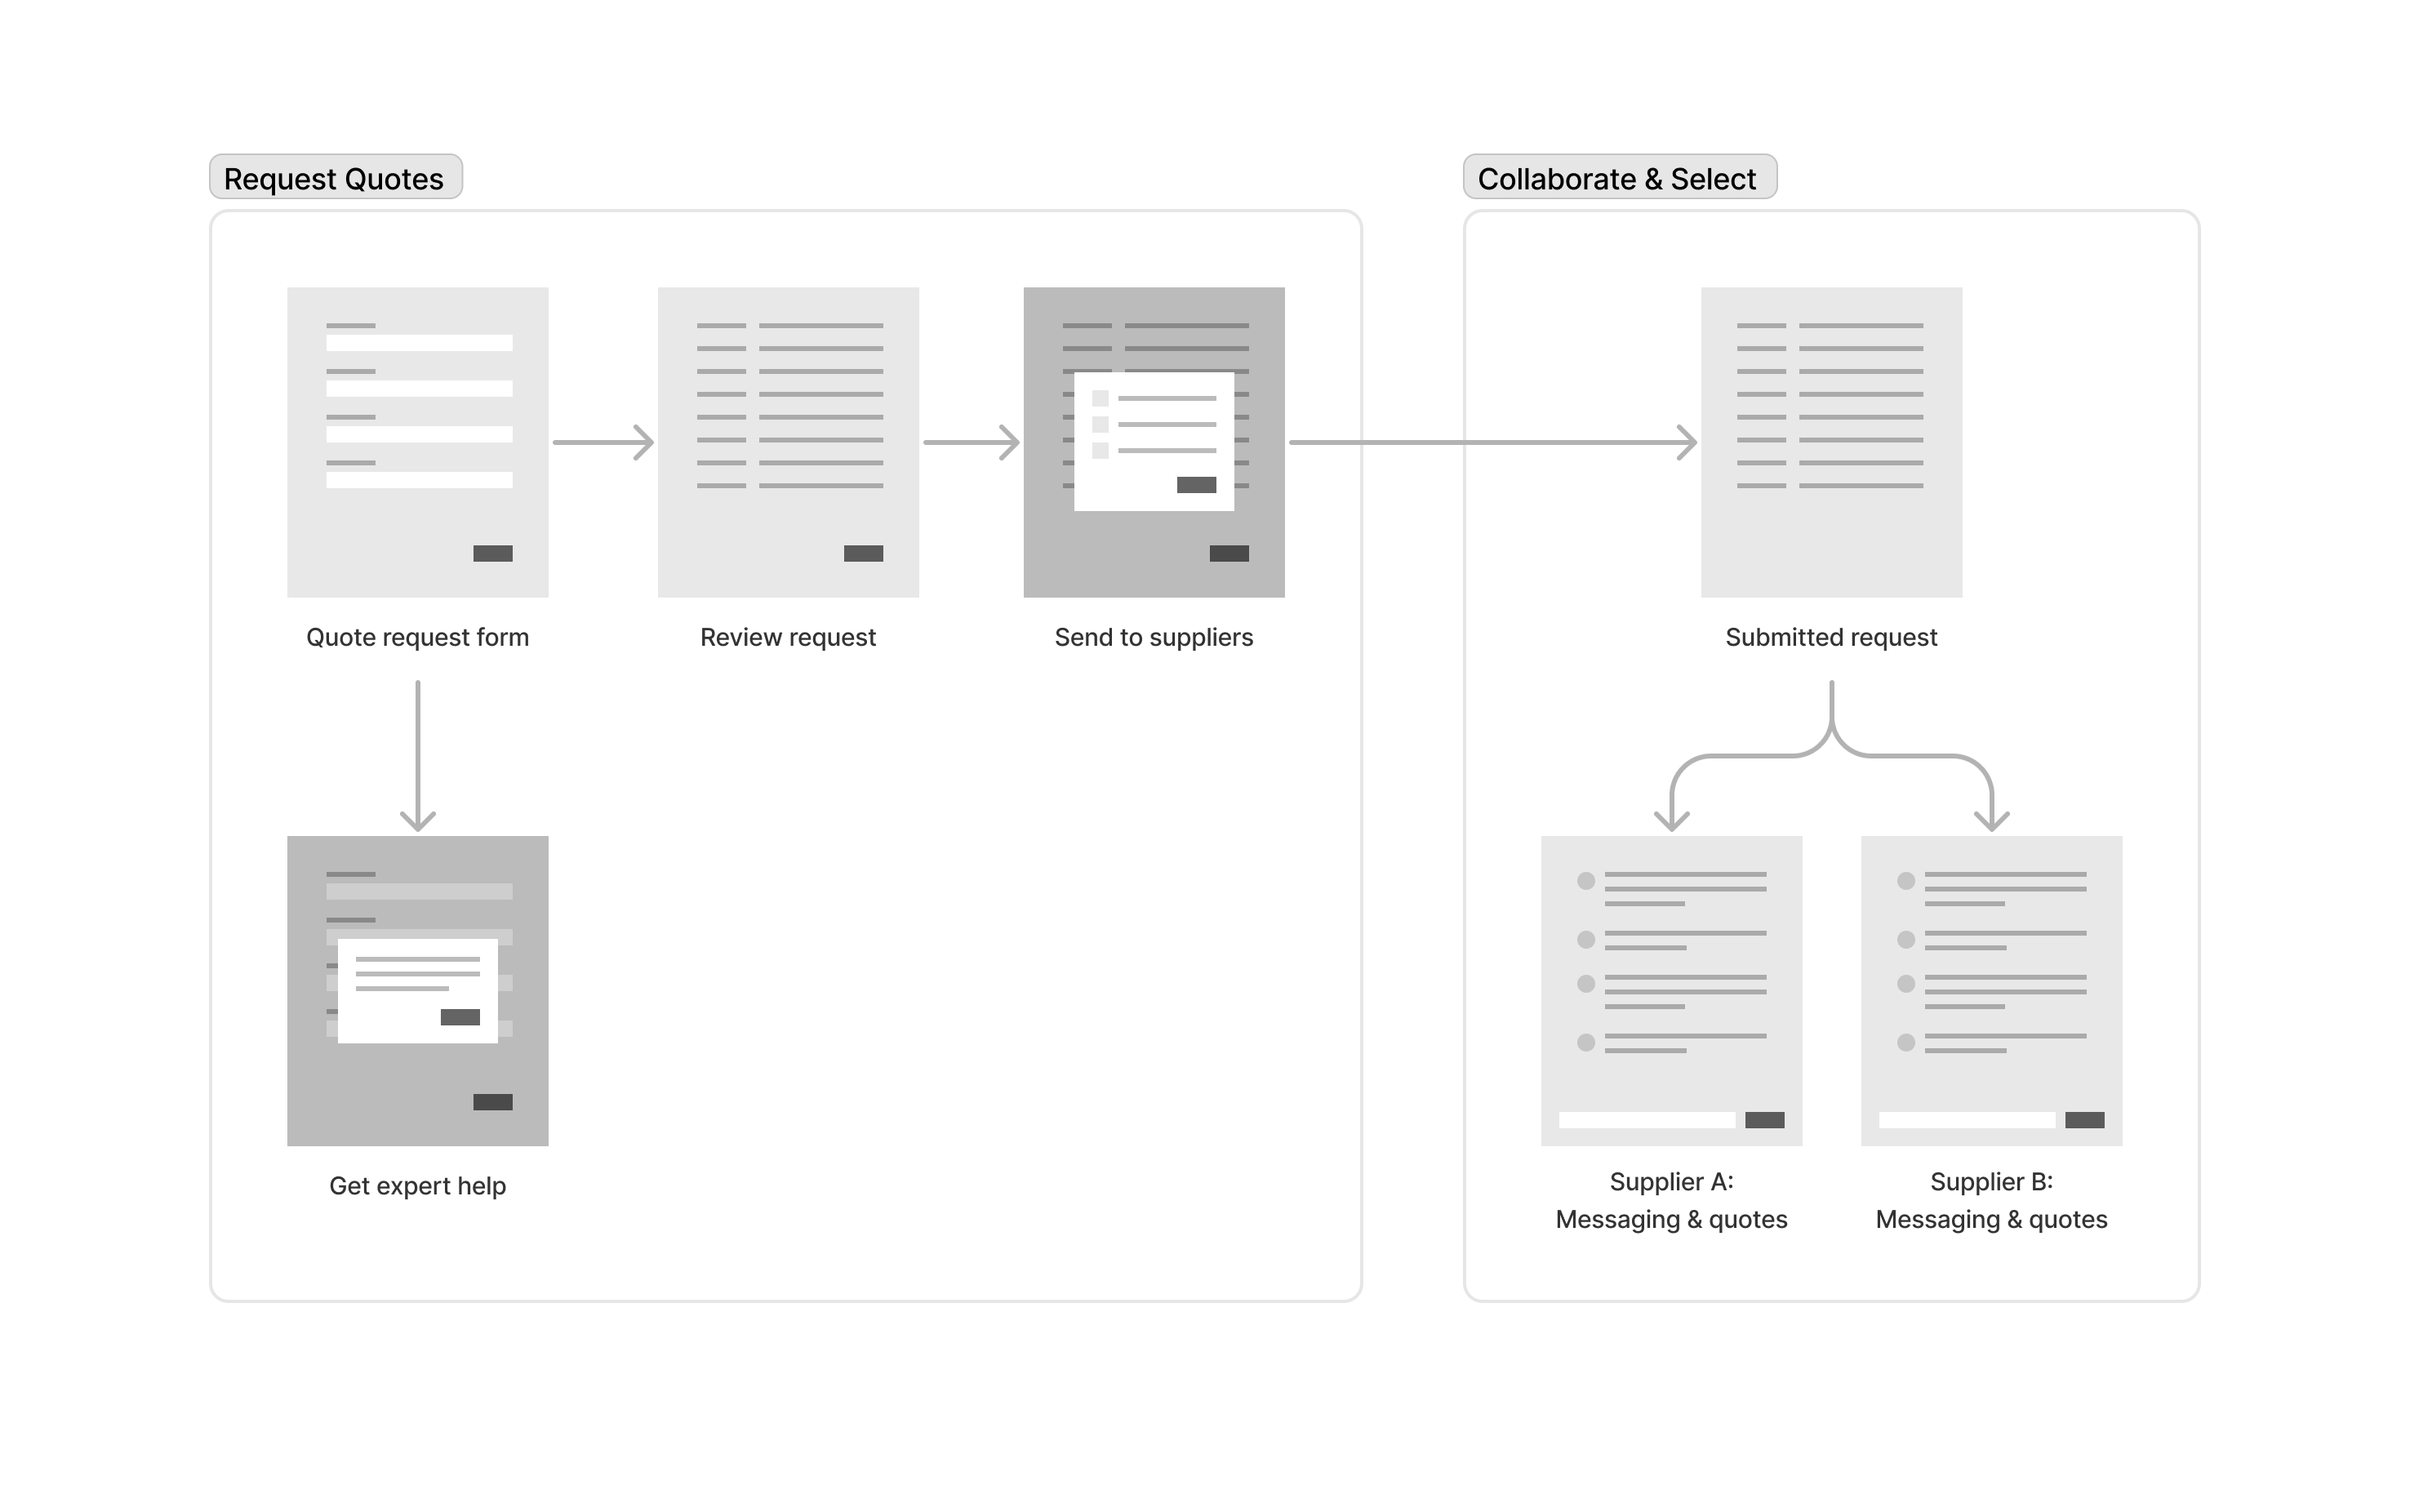 Request Quotes
Collaborate & Select
Quote request form
Review request
Send to suppliers
Submitted request
Get expert help
Supplier A:
Messaging & quotes
Supplier B:
Messaging & quotes